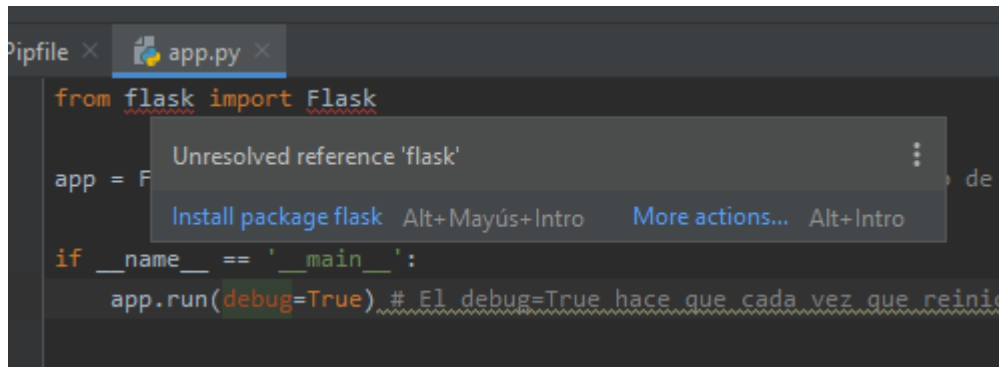 Pipfile app.py
from flask import Flask
Unresolved reference 'flask'
app = F de
Install package flask Alt+Mayús+Intro More actions... Alt+Intro
if __name__ == '__main__':
app.run(debug=True) # El debug=True hace que cada vez que reinic